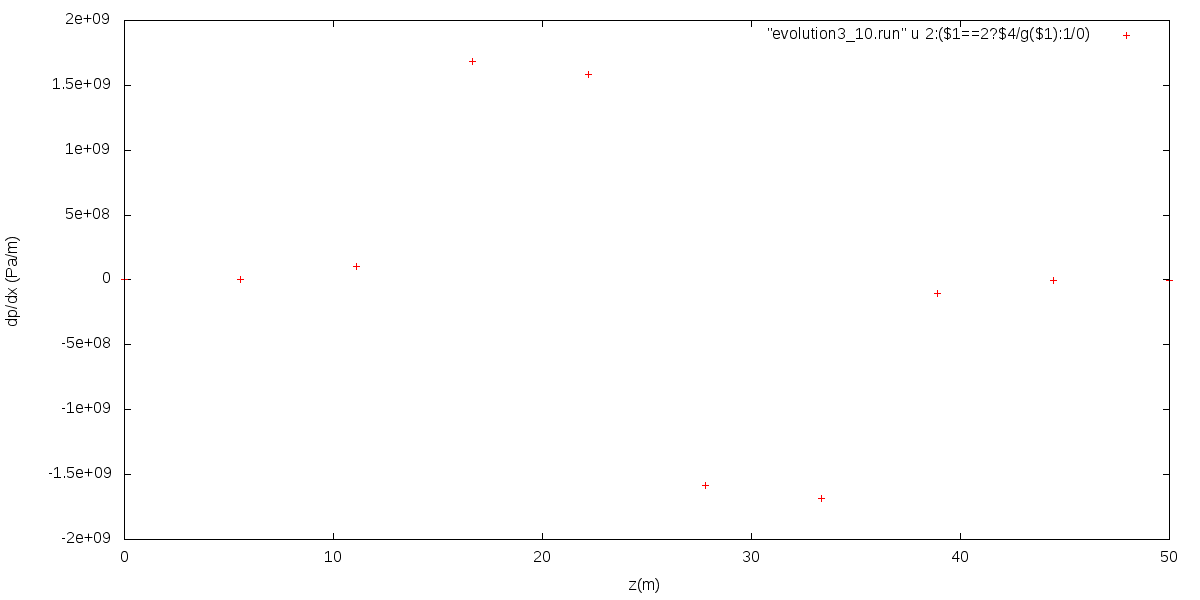 2e+09
"evolution3_10.run" u 2:($1==2?$4/g($1):1/0)
1.5e+09
1e+09
5e+08
0
-5e+08
-1e+09
-1.5e+09
-2e+09
dp/dx (Pa/m)
0 10 20 30 40 50
z(m)